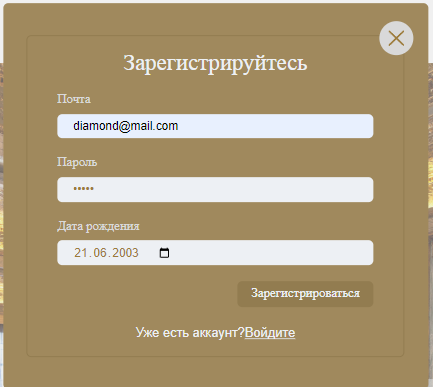 Зарегистрируйтесь
Почта
diamond@mail.com
Пароль
•••••
Дата рождения
21.06.2003
Зарегистрироваться
Уже есть аккаунт?Войдите